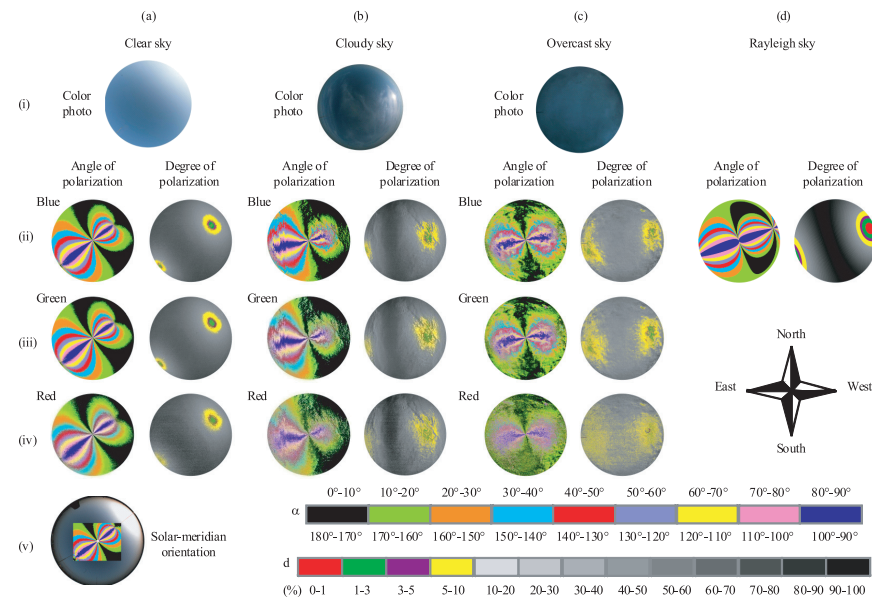 (a)
(b)
(c)
(d)
Clear sky
Cloudy sky
Overcast sky
Rayleigh sky
(i)
Color
photo
Color
photo
Color
photo
Angle of
polarization
Degree of
polarization
Angle of
polarization
Degree of
polarization
Angle of
polarization
Degree of
polarization
Angle of
polarization
Degree of
polarization
Blue
Blue
Blue
(ii)
Green
Green
Green
(iii)
Red
Red
Red
(iv)
North
East
West
South
(v)
Solar-meridian
orientation
0°-10° 10°-20° 20°-30° 30°-40° 40°-50° 50°-60° 60°-70° 70°-80° 80°-90°
α
180°-170° 170°-160° 160°-150° 150°-140° 140°-130° 130°-120° 120°-110° 110°-100° 100°-90°
d
(%) 0-1 1-3 3-5 5-10 10-20 20-30 30-40 40-50 50-60 60-70 70-80 80-90 90-100